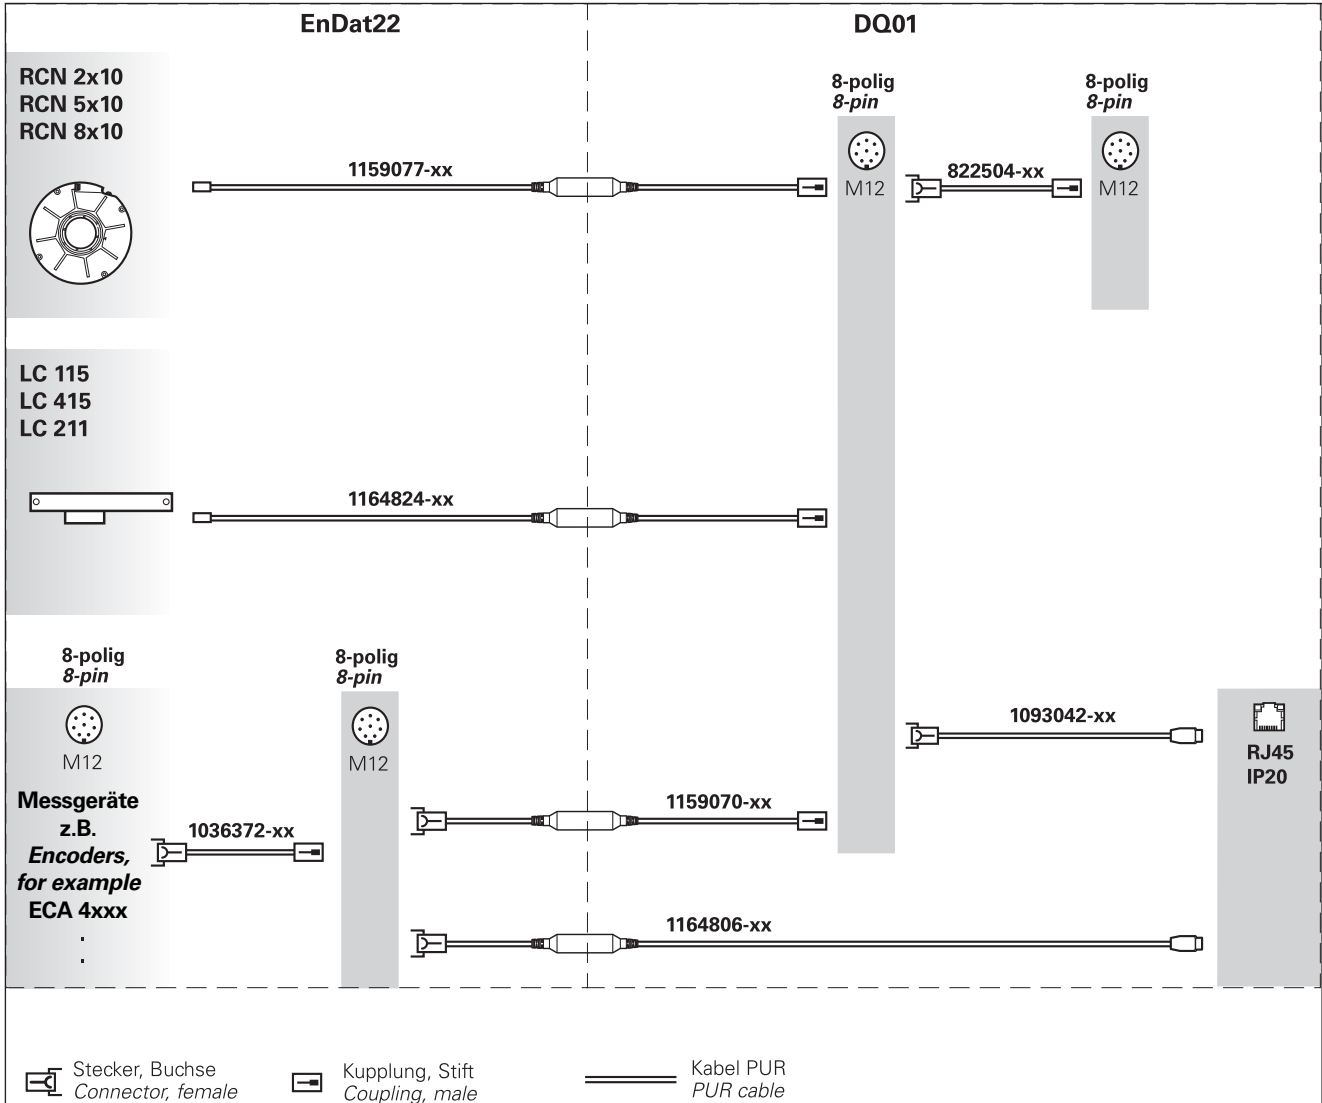 EnDat22
DQ01
RCN 2x10
RCN 5x10
RCN 8x10
8-polig
8-pin
M12
8-polig
8-pin
M12
1159077-xx
822504-xx
LC 115
LC 415
LC 211
1164824-xx
8-polig
8-pin
M12
8-polig
8-pin
M12
1093042-xx
RJ45
IP20
Messgeräte
z.B.
Encoders,
for example
ECA 4xxx
:
1036372-xx
1159070-xx
1164806-xx
Stecker, Buchse
Connector, female
Kupplung, Stift
Coupling, male
Kabel PUR
PUR cable